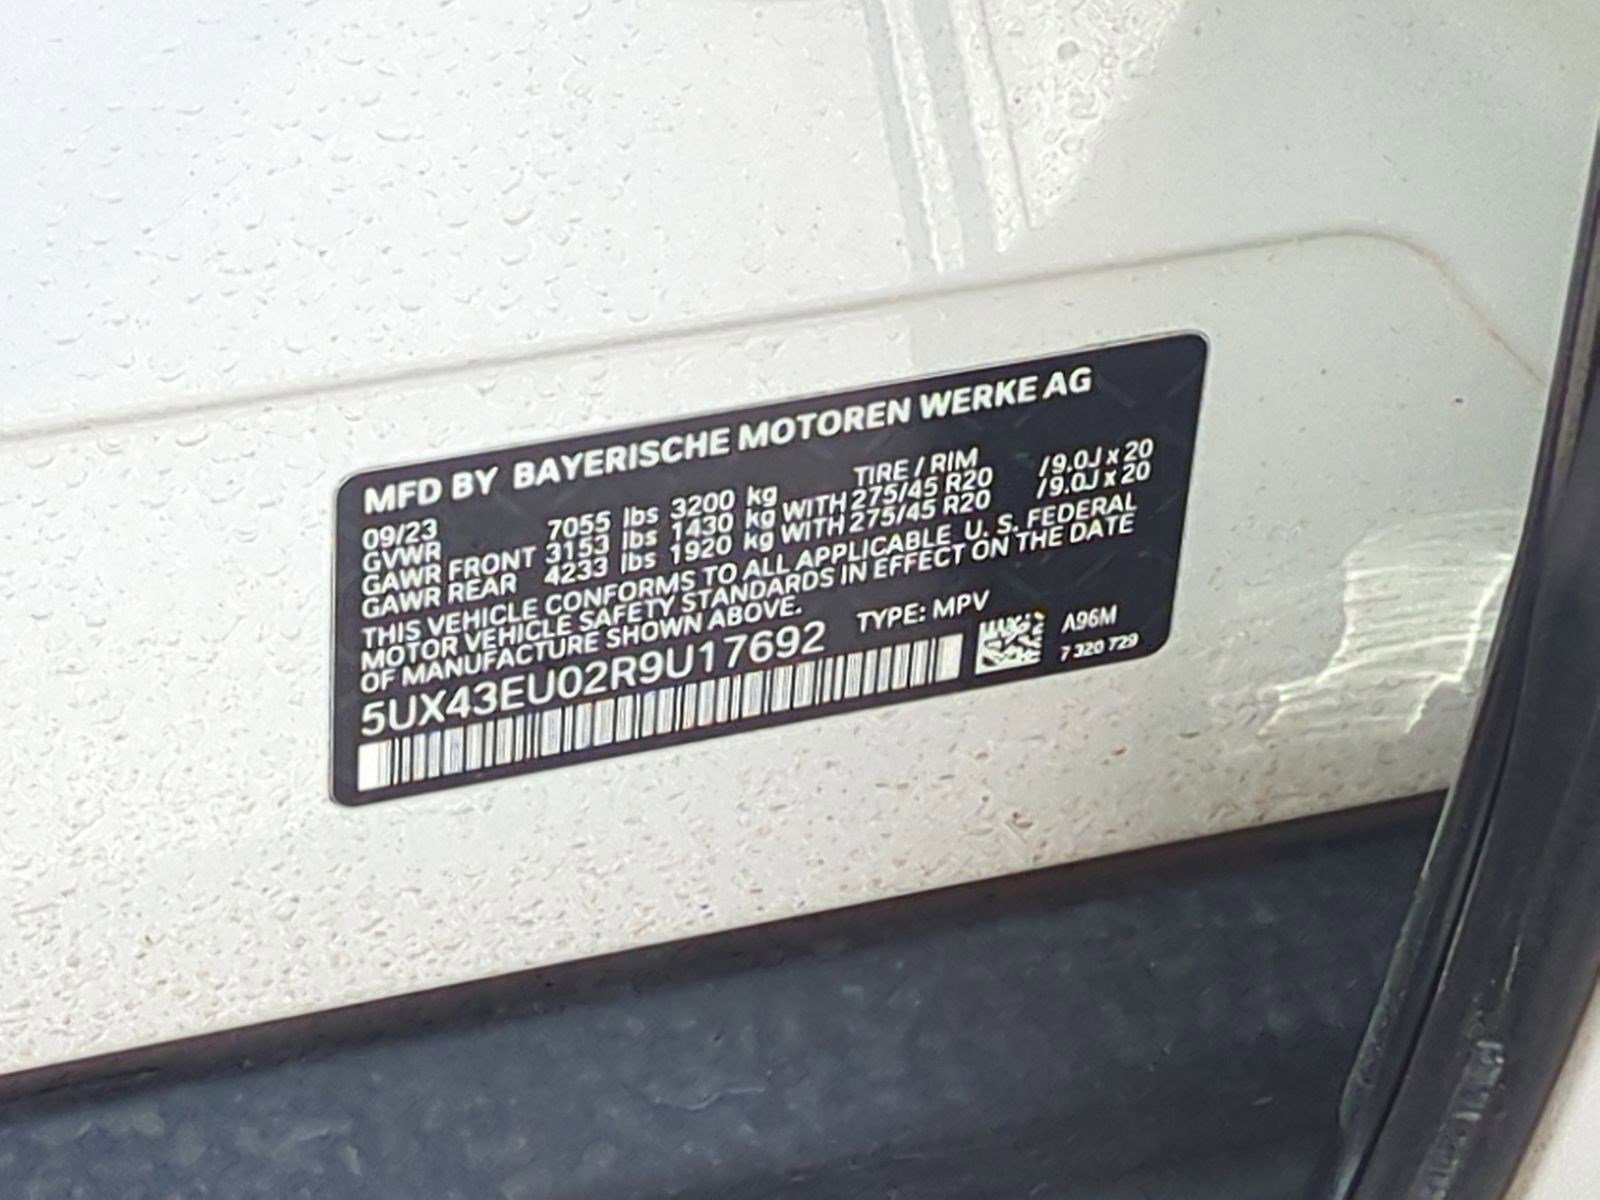 MFD BY BAYERISCHE MOTOREN WERKE AG
09/23 TIRE / RIM
GVWR 7055 lbs 3200 kg
GAWR FRONT 3153 lbs 1430 kg WITH 275/45 R20 /9.0J x 20
GAWR REAR 4233 lbs 1920 kg WITH 275/45 R20 /9.0J x 20
THIS VEHICLE CONFORMS TO ALL APPLICABLE U. S. FEDERAL
MOTOR VEHICLE SAFETY STANDARDS IN EFFECT ON THE DATE
OF MANUFACTURE SHOWN ABOVE.
5UX43EU02R9U17692 TYPE: MPV
A96M
7 320 729